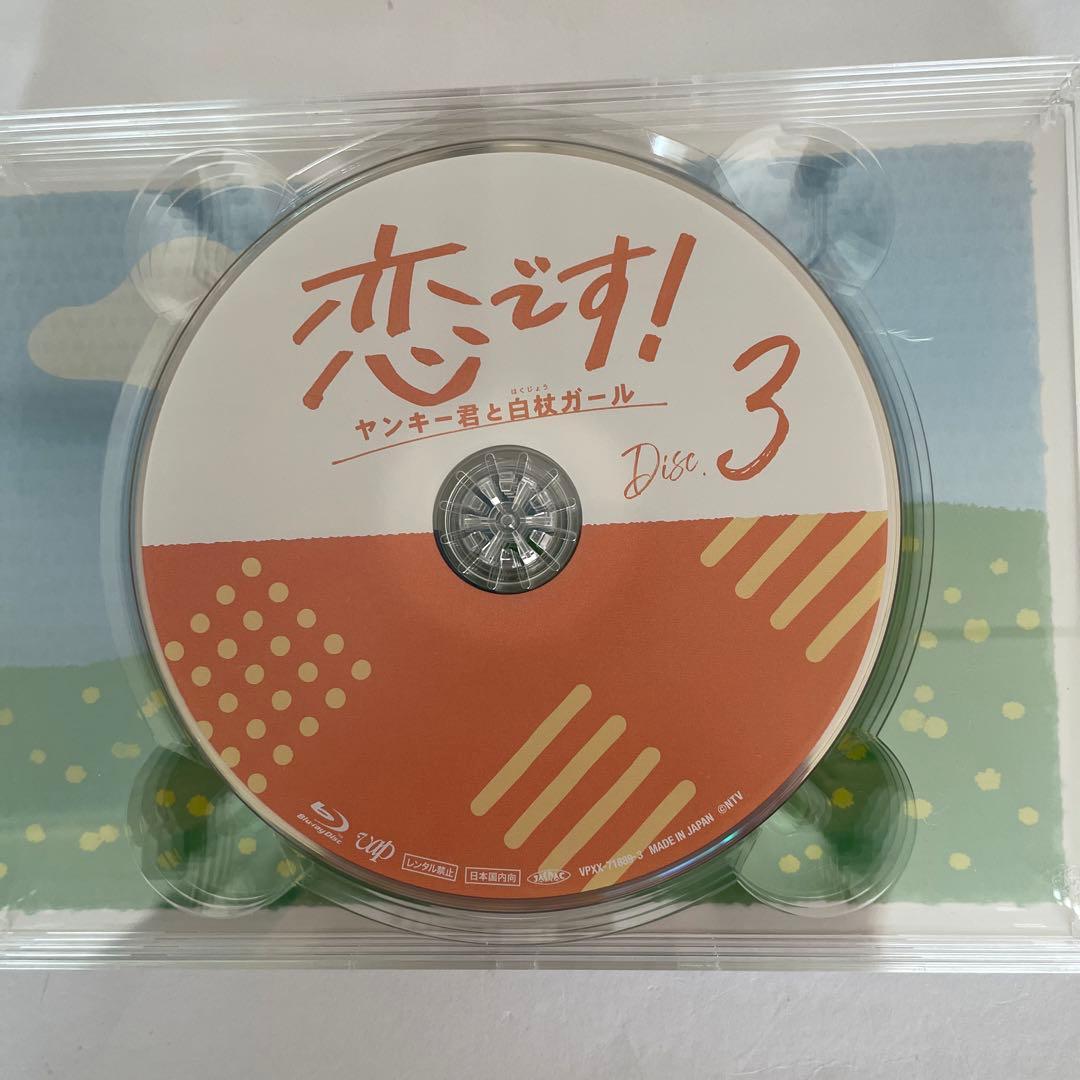 恋です!
はくじょう
ヤンキー君と白杖ガール
Disc. 3
Blu-ray Disc
vap
レンタル禁止
日本国内向
VPXX-71889-3 MADE IN JAPAN ©NTV